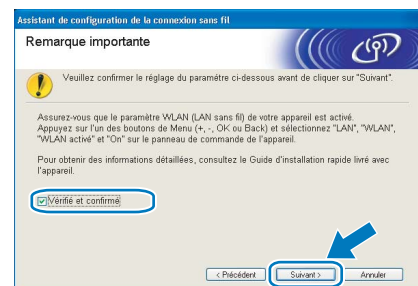 Assistant de configuration de la connexion sans fil
Remarque importante
Veuillez confirmer le réglage du paramètre ci-dessous avant de cliquer sur "Suivant".
Assurez-vous que le paramètre WLAN (LAN sans fil) de votre appareil est activé.
Appuyez sur l'un des boutons de Menu (+, -, OK ou Back) et sélectionnez "LAN", "WLAN",
"WLAN activé" et "On" sur le panneau de commande de l'appareil.
Pour obtenir des informations détaillées, consultez le Guide d'installation rapide livré avec
l'appareil.
Vérifié et confirmé
< Précédent
Suivant >
Annuler